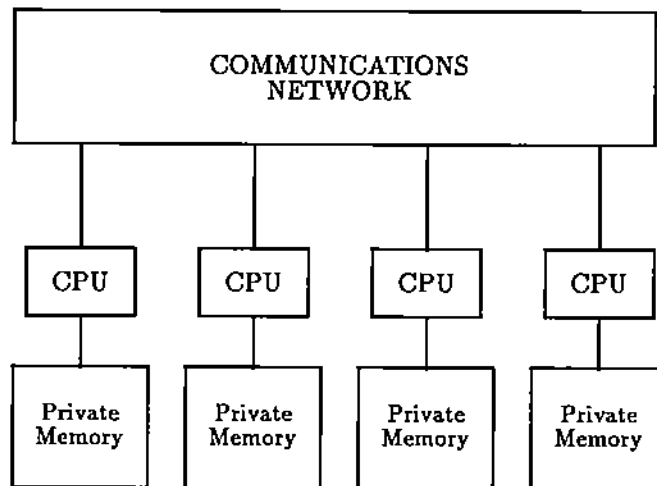 COMMUNICATIONS
NETWORK
CPU
CPU
CPU
CPU
Private
Memory
Private
Memory
Private
Memory
Private
Memory